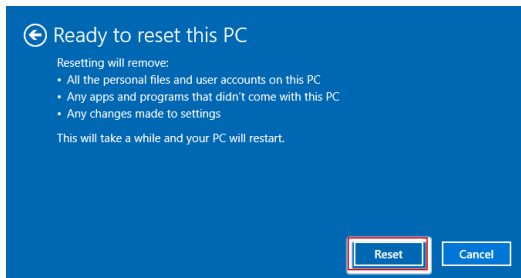 Ready to reset this PC
Resetting will remove:
• All the personal files and user accounts on this PC
• Any apps and programs that didn't come with this PC
• Any changes made to settings
This will take a while and your PC will restart.
Reset Cancel